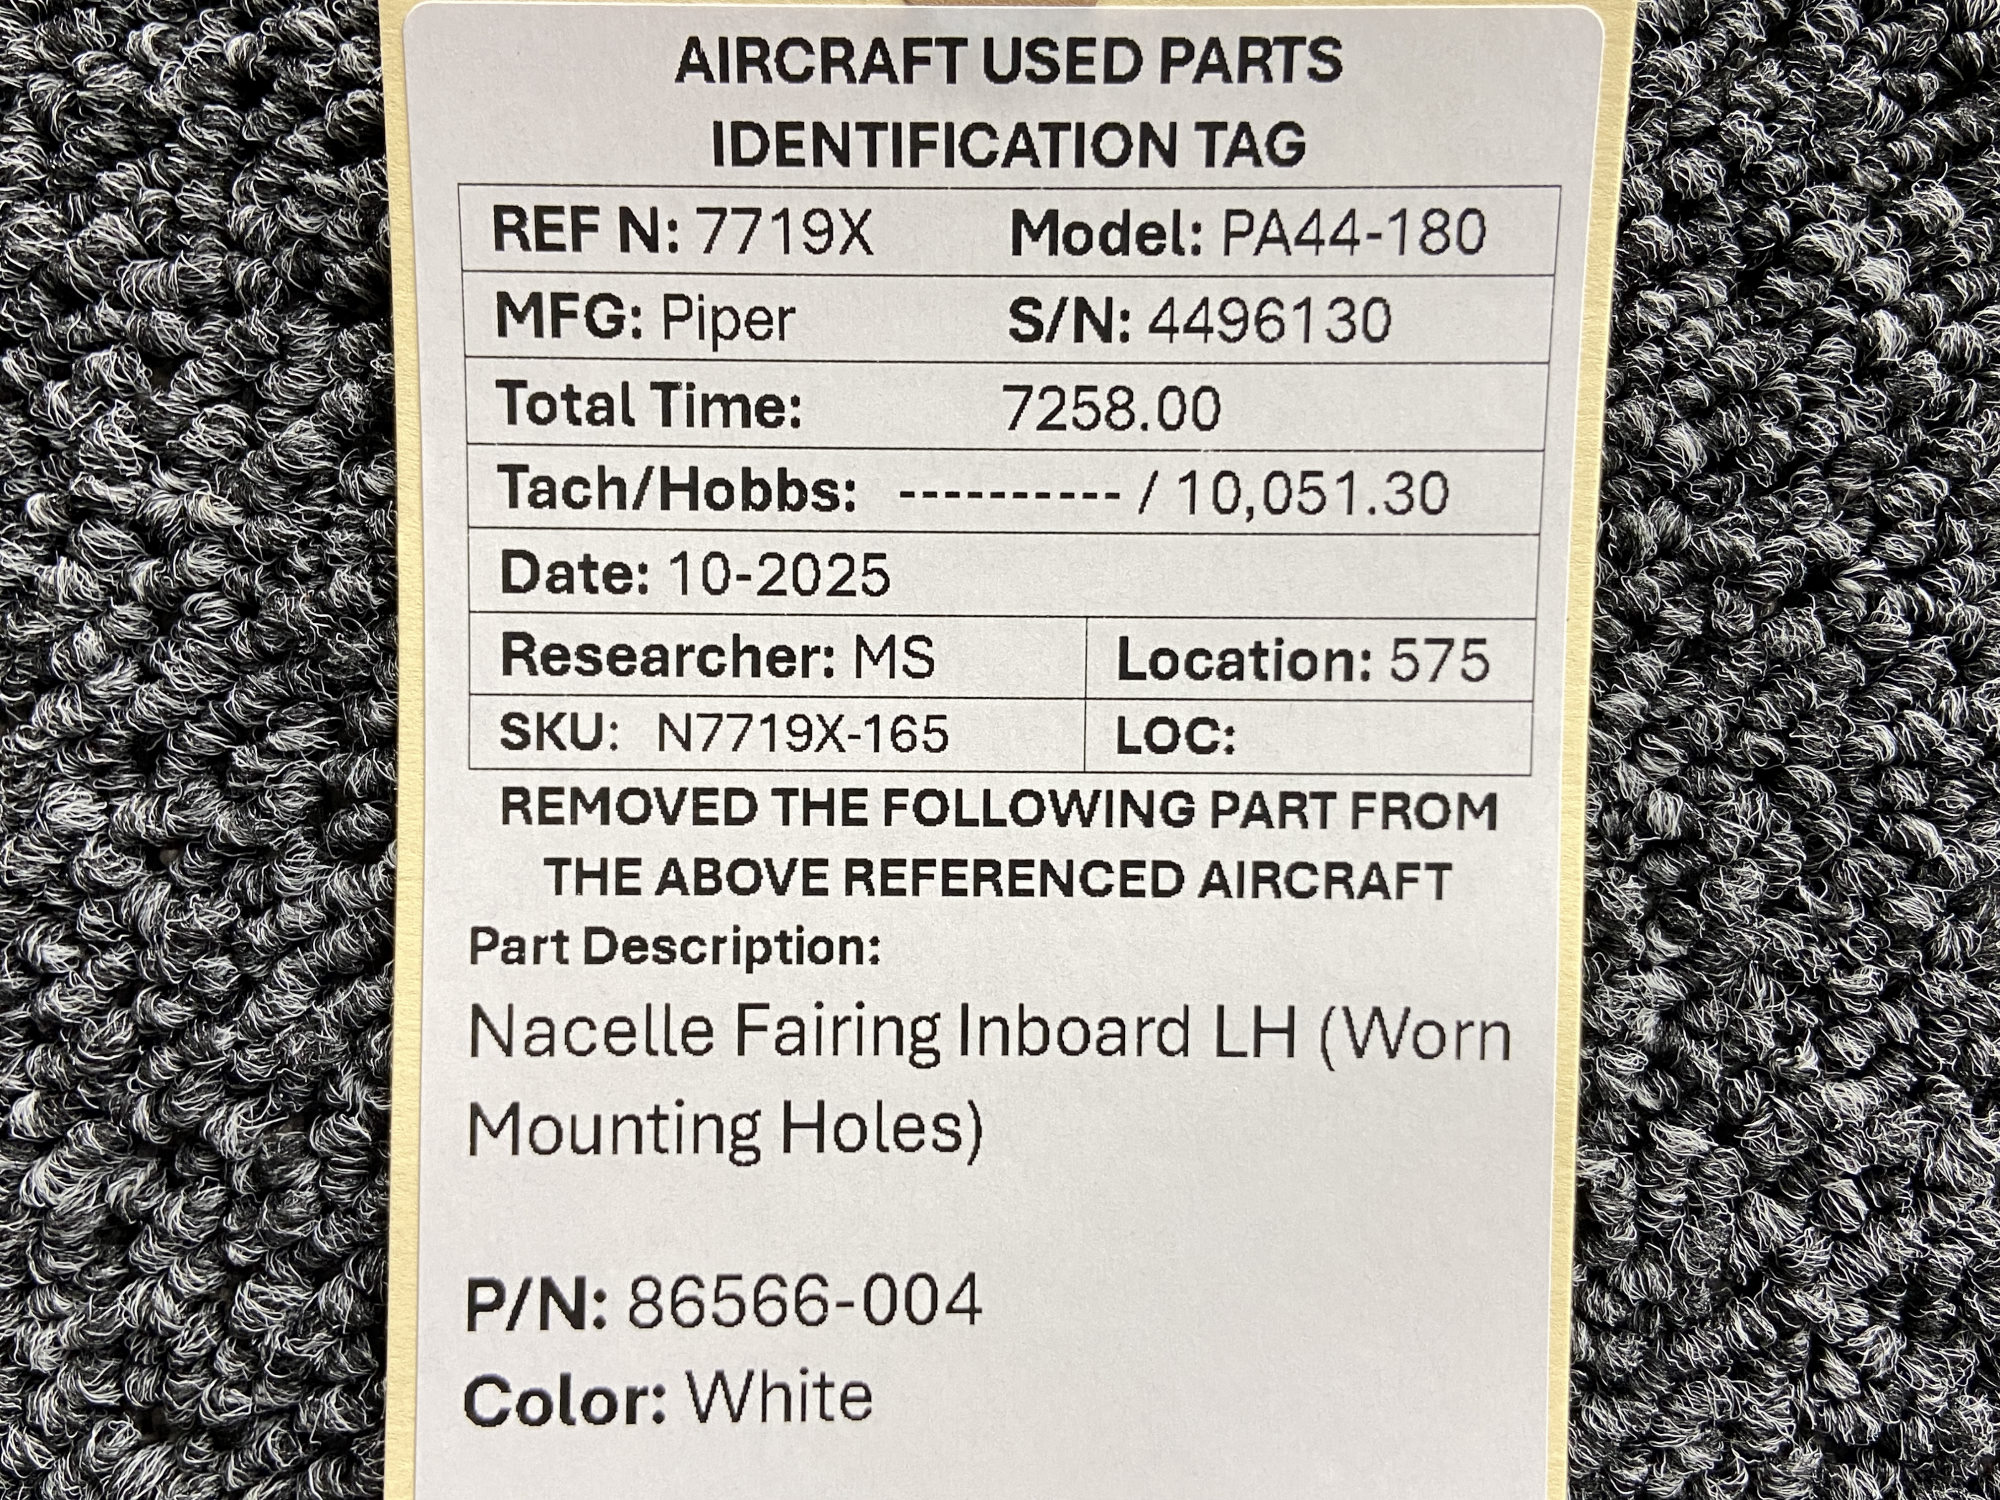 AIRCRAFT USED PARTS
IDENTIFICATION TAG
REF N: 7719X Model: PA44-180
MFG: Piper S/N: 4496130
Total Time: 7258.00
Tach/Hobbs: ---------- / 10,051.30
Date: 10-2025
Researcher: MS Location: 575
SKU: N7719X-165 LOC:
REMOVED THE FOLLOWING PART FROM
THE ABOVE REFERENCED AIRCRAFT
Part Description:
Nacelle Fairing Inboard LH (Worn
Mounting Holes)
P/N: 86566-004
Color: White